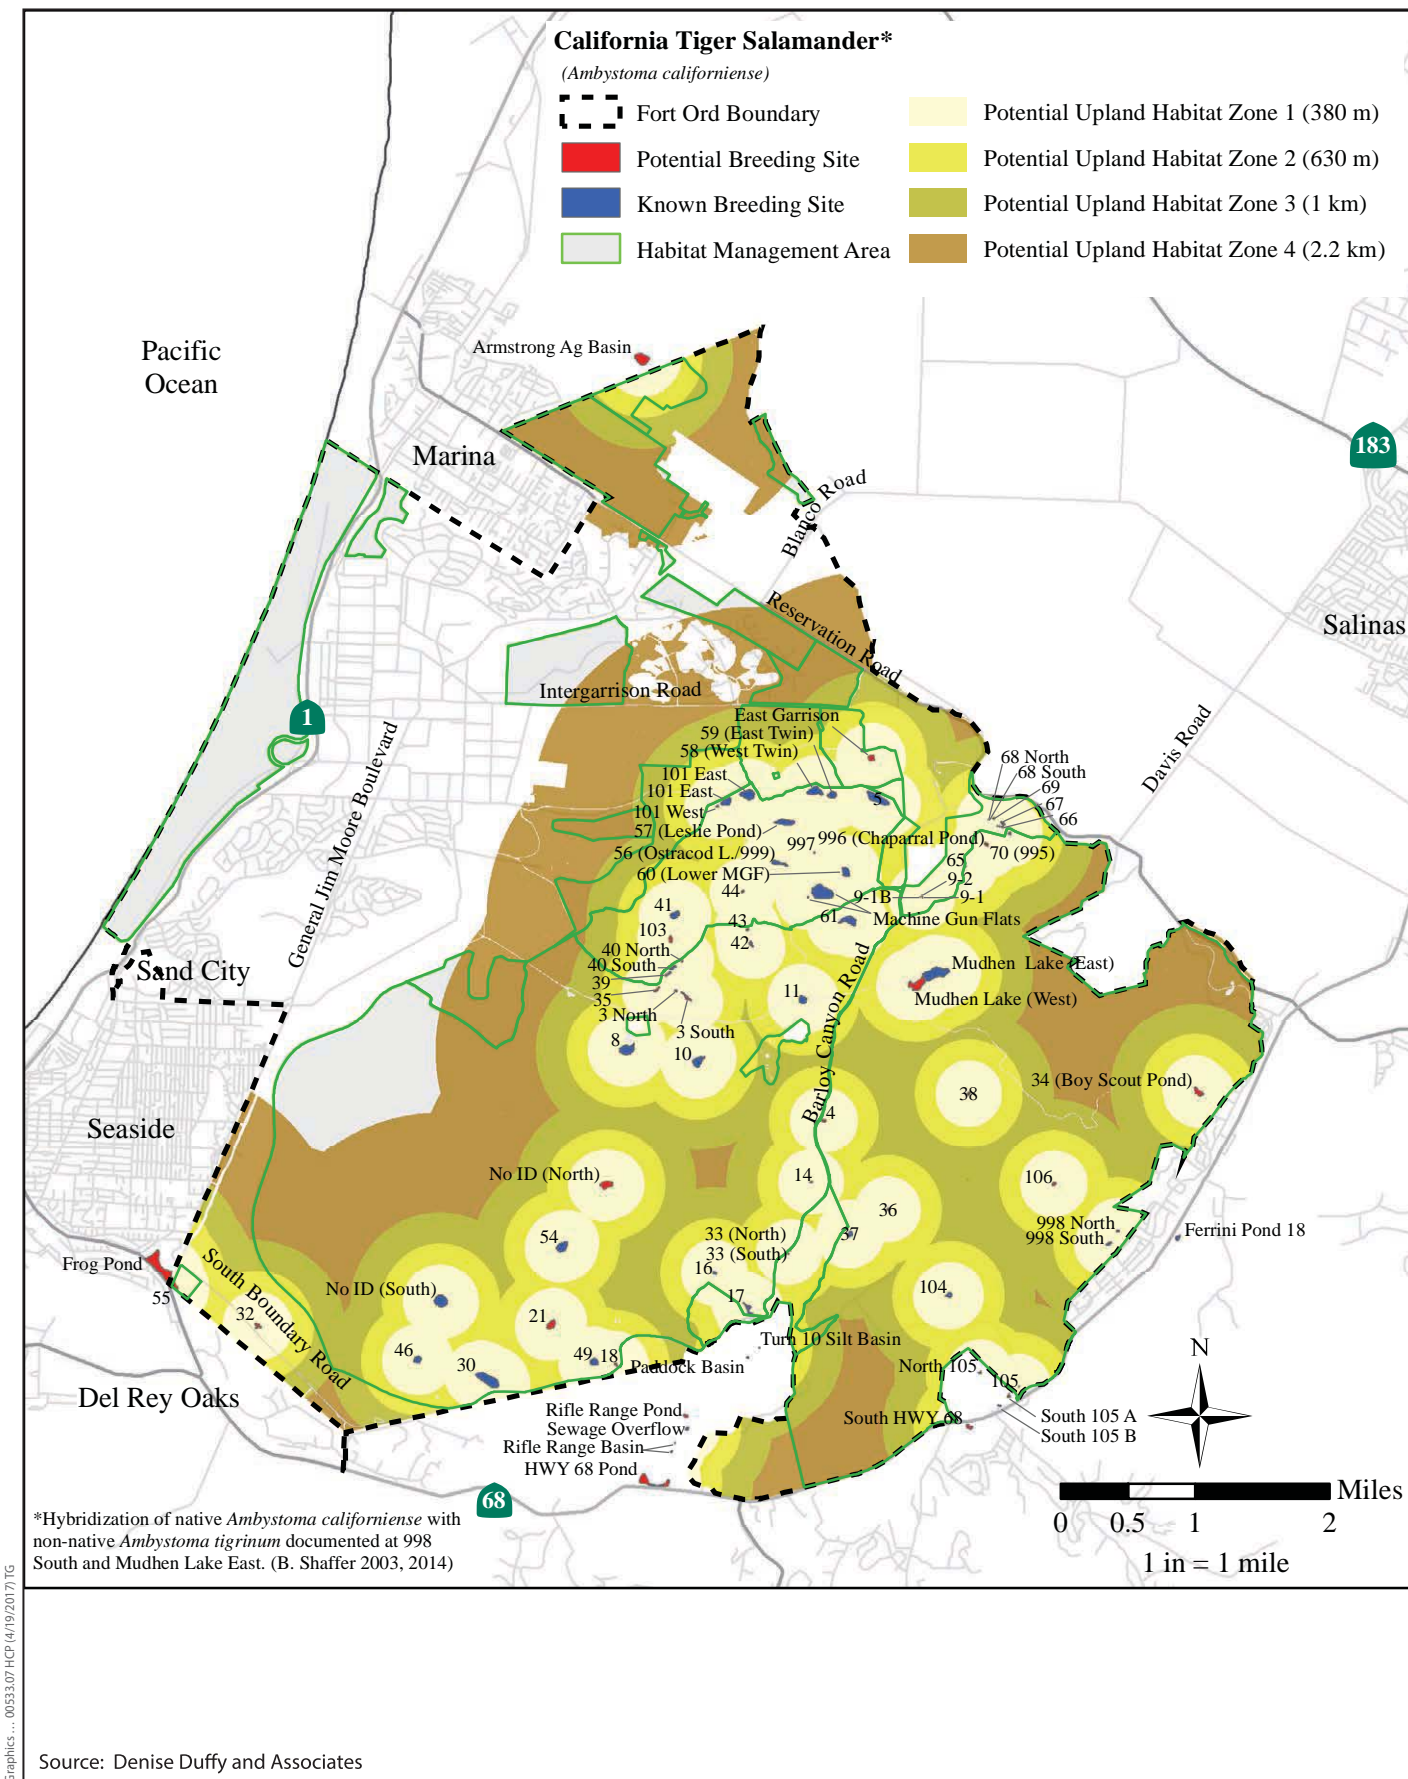 California Tiger Salamander*
(Ambystoma californiense)
Fort Ord Boundary
Potential Breeding Site
Known Breeding Site
Habitat Management Area
Potential Upland Habitat Zone 1 (380 m)
Potential Upland Habitat Zone 2 (630 m)
Potential Upland Habitat Zone 3 (1 km)
Potential Upland Habitat Zone 4 (2.2 km)
Pacific
Ocean
Armstrong Ag Basin
Marina
183
Blanco Road
Reservation Road
Salinas
Intergarrison Road
1
General Jim Moore Boulevard
Davis Road
East Garrison
59 (East Twin)
58 (West Twin)
101 East
101 East
101 West
5
57 (Leslie Pond)
997
996 (Chaparral Pond)
56 (Ostracod L./999)
60 (Lower MGF)
68 North
68 South
69
67
66
70 (995)
65
9-2
9-1B
9-1
Machine Gun Flats
44
41
43
61
103
42
40 North
40 South
39
35
3 North
3 South
11
8
10
Mudhen Lake (East)
Mudhen Lake (West)
Sand City
Barloy Canyon Road
38
34 (Boy Scout Pond)
4
Seaside
No ID (North)
14
106
36
54
33 (North)
33 (South)
37
998 North
998 South
Ferrini Pond 18
Frog Pond
55
South Boundary Road
16
No ID (South)
104
32
17
21
Turn 10 Silt Basin
46
30
49
18
Paddock Basin
North 105
105
N
Del Rey Oaks
South HWY 68
South 105 A
South 105 B
Rifle Range Pond
Sewage Overflow
Rifle Range Basin
HWY 68 Pond
68
Miles
0 0.5 1 2
1 in = 1 mile
*Hybridization of native Ambystoma californiense with
non-native Ambystoma tigrinum documented at 998
South and Mudhen Lake East. (B. Shaffer 2003, 2014)
Graphics … 00533.07 HCP (4/19/2017) TG
Source: Denise Duffy and Associates